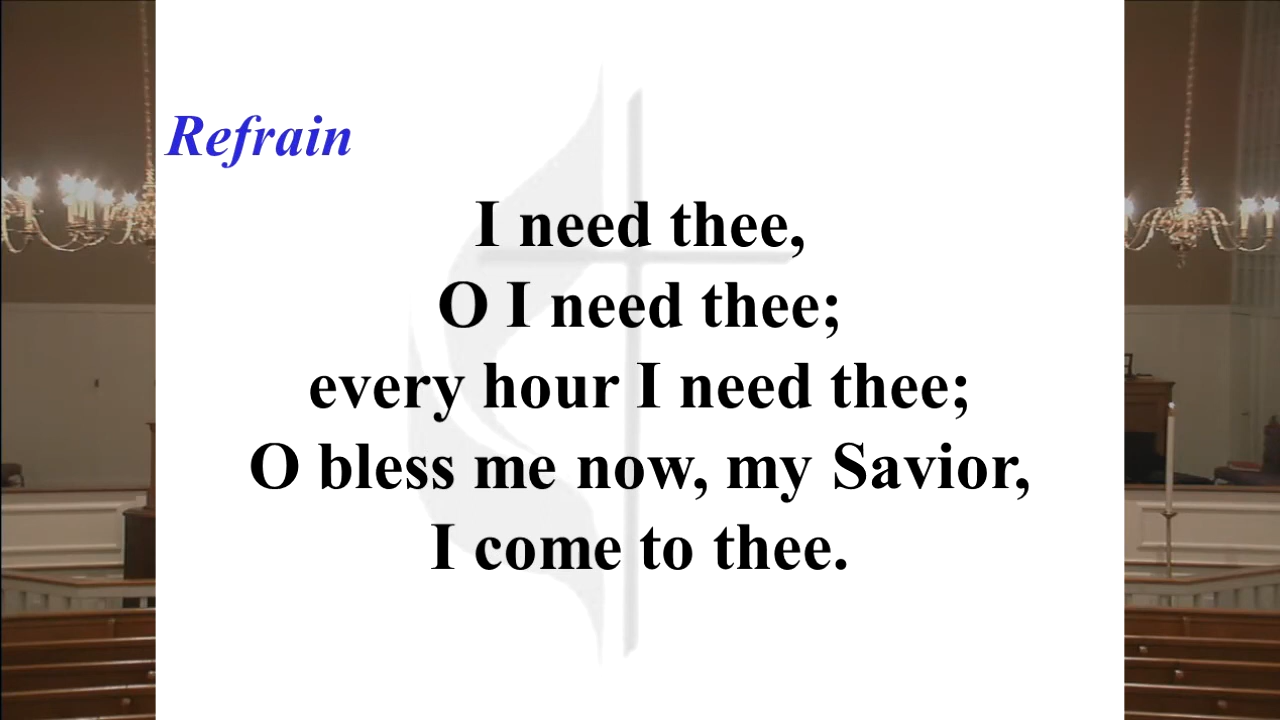 Refrain
I need thee,
O I need thee;
every hour I need thee;
O bless me now, my Savior,
I come to thee.